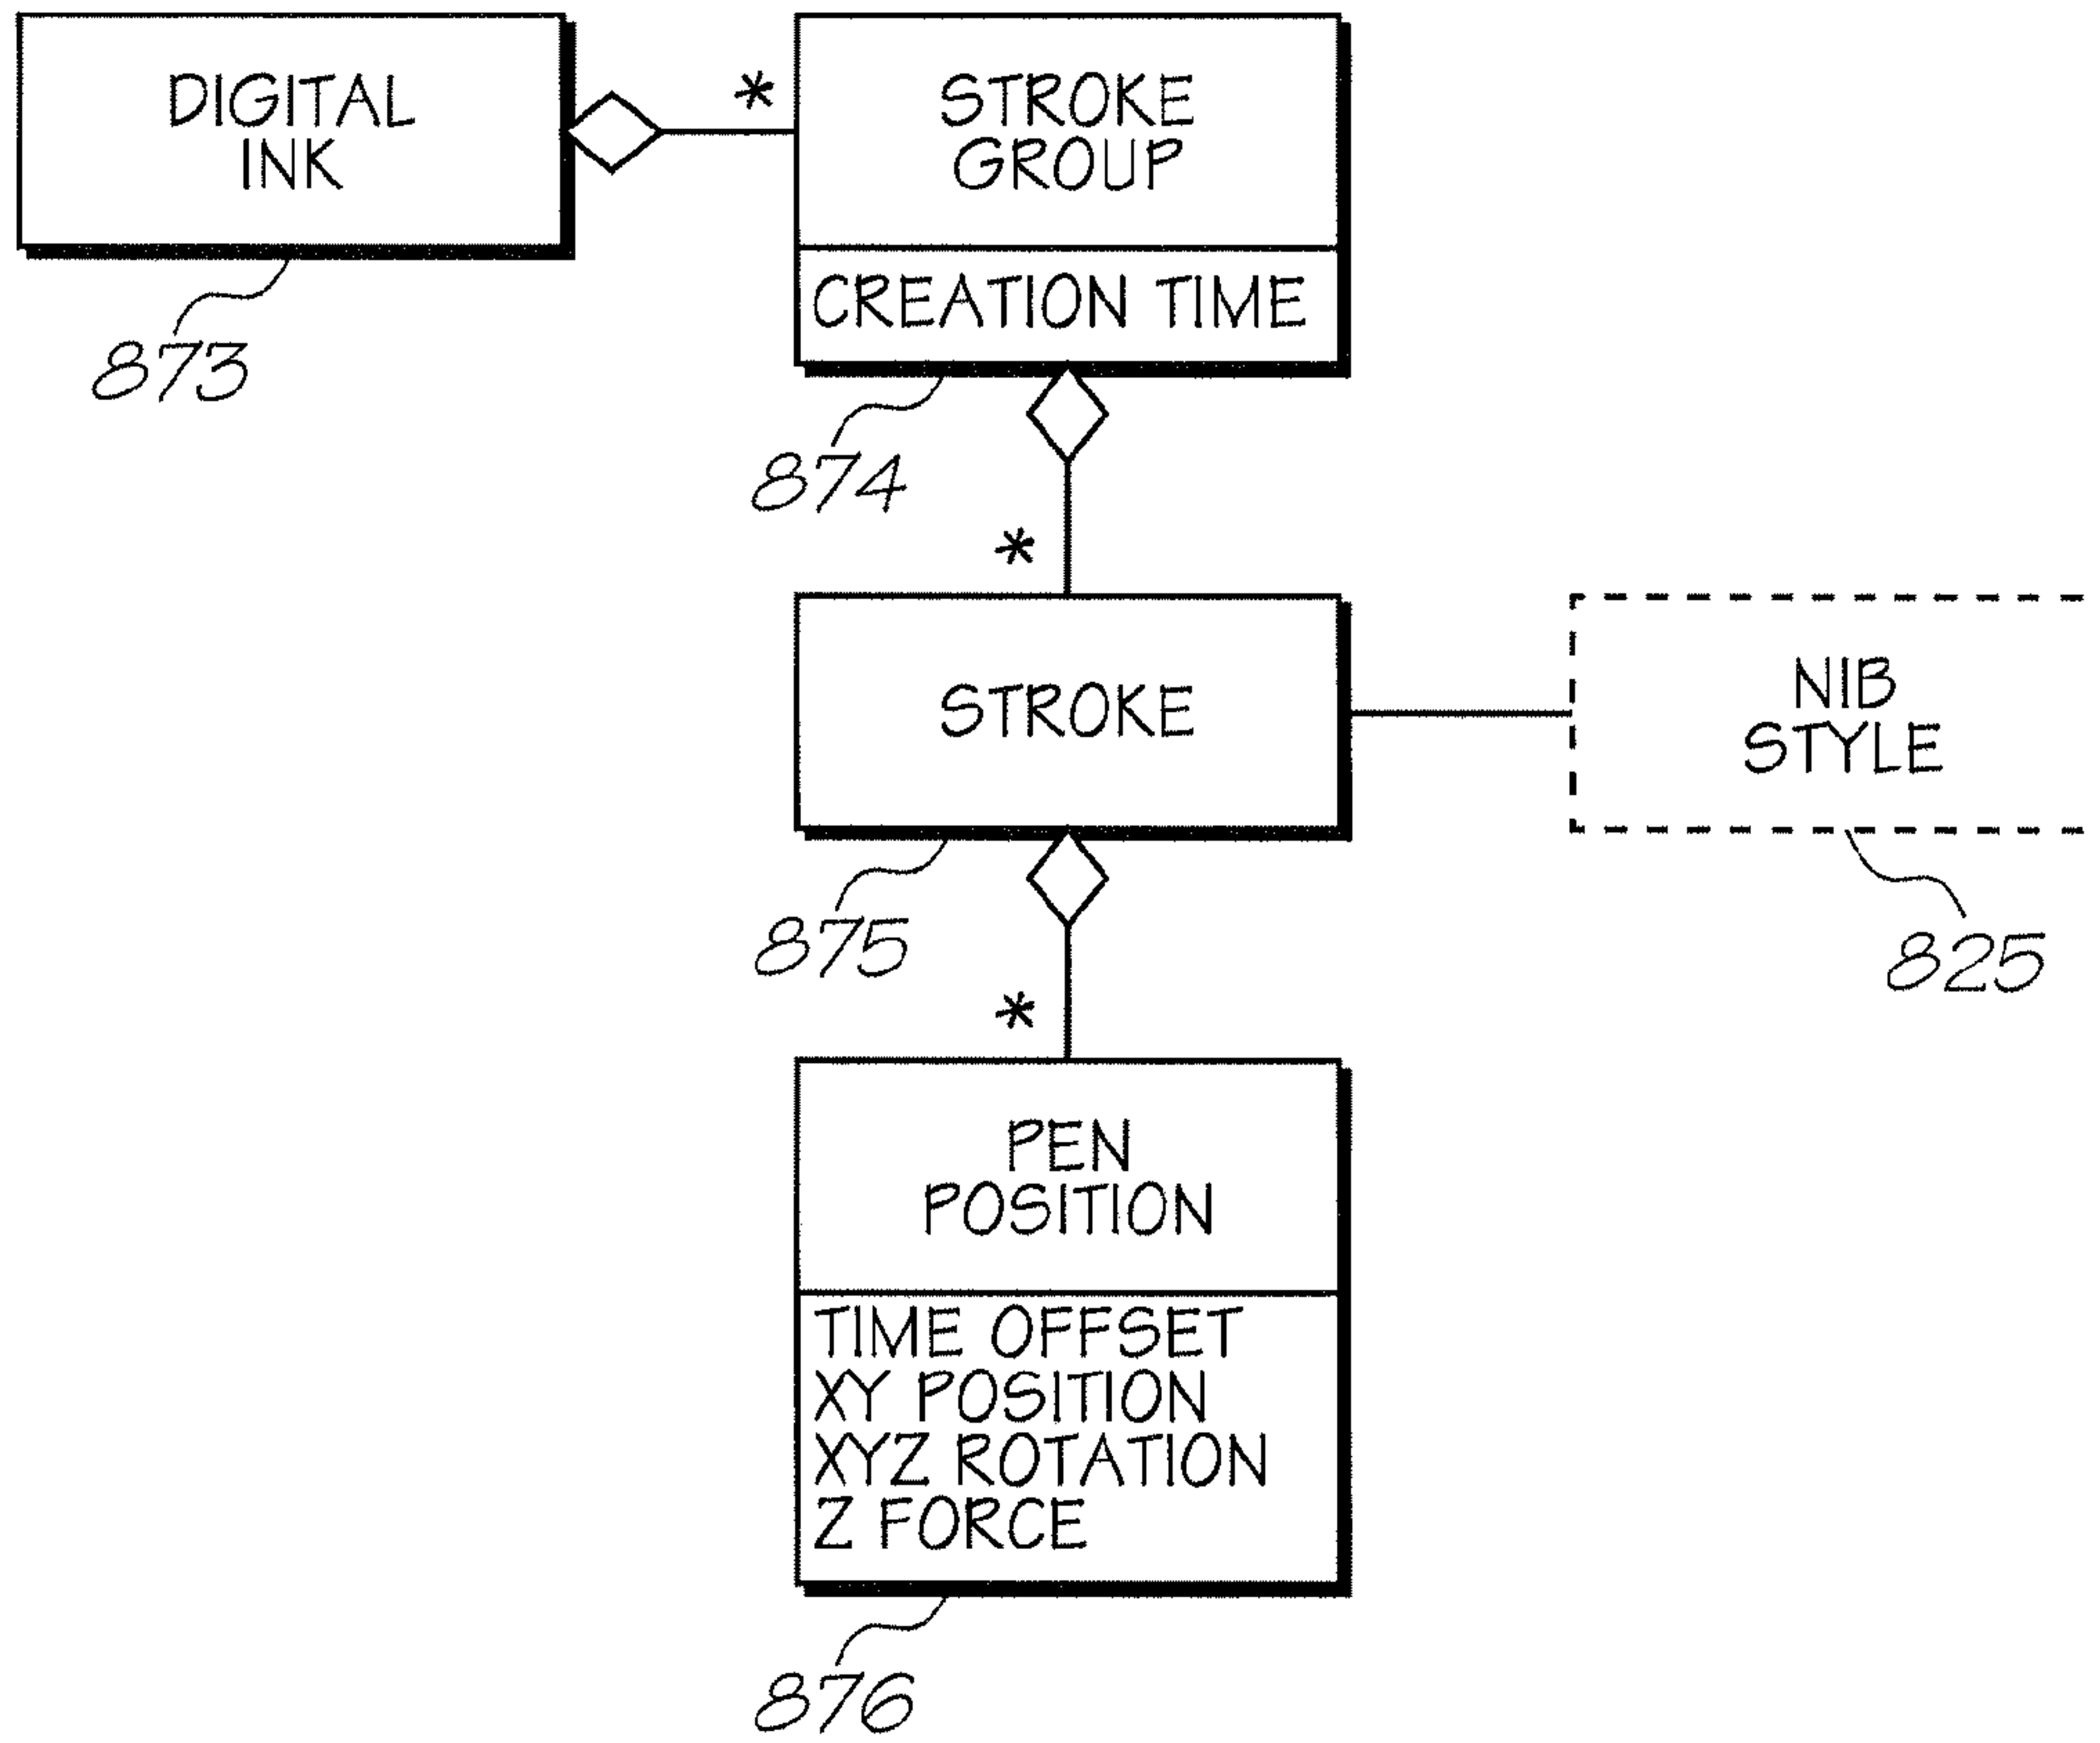 DIGITAL
INK
*
STROKE
GROUP
CREATION TIME
873
874
*
STROKE
NIB
STYLE
875
825
*
PEN
POSITION
TIME OFFSET
XY POSITION
XYZ ROTATION
Z FORCE
876